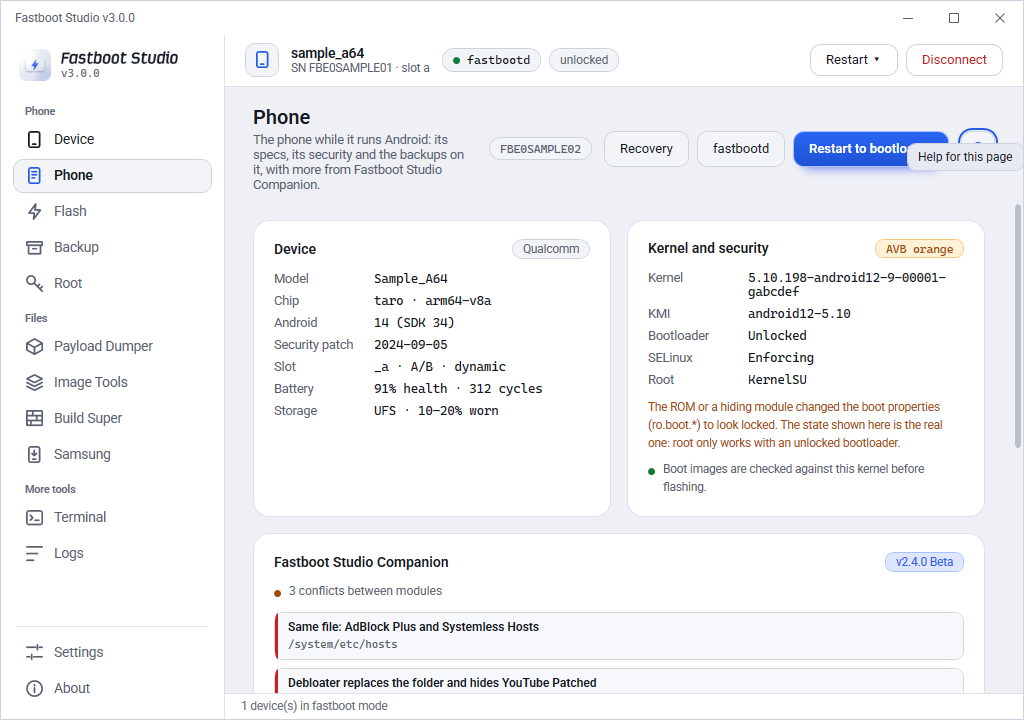 Fastboot Studio v3.0.0
Fastboot Studio
v3.0.0
Phone
Device
Phone
Flash
Backup
Root
Files
Payload Dumper
Image Tools
Build Super
Samsung
More tools
Terminal
Logs
Settings
About
sample_a64
SN FBE0SAMPLE01 · slot a
fastbootd
unlocked
Restart
Disconnect
Phone
The phone while it runs Android: its
specs, its security and the backups on
it, with more from Fastboot Studio
Companion.
FBE0SAMPLE02
Recovery
fastbootd
Restart to bootlo
Help for this page
Device
Qualcomm
Model Sample_A64
Chip taro · arm64-v8a
Android 14 (SDK 34)
Security patch 2024-09-05
Slot _a · A/B · dynamic
Battery 91% health · 312 cycles
Storage UFS · 10-20% worn
Kernel and security
AVB orange
Kernel 5.10.198-android12-9-00001-
gabcdef
KMI android12-5.10
Bootloader Unlocked
SELinux Enforcing
Root KernelSU
The ROM or a hiding module changed the boot properties
(ro.boot.*) to look locked. The state shown here is the real
one: root only works with an unlocked bootloader.
Boot images are checked against this kernel before
flashing.
Fastboot Studio Companion
v2.4.0 Beta
3 conflicts between modules
Same file: AdBlock Plus and Systemless Hosts
/system/etc/hosts
Debloater replaces the folder and hides YouTube Patched
1 device(s) in fastboot mode